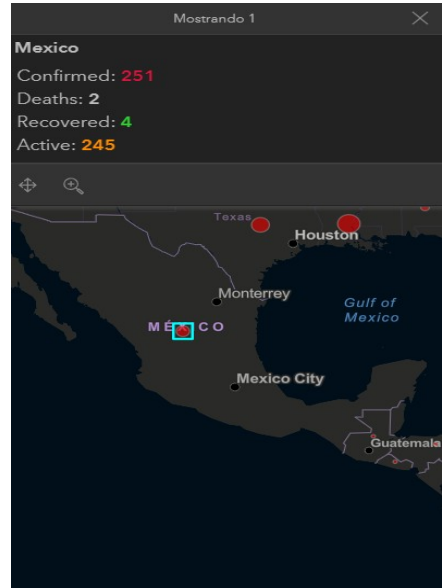 Mostrando 1
Mexico
Confirmed: 251
Deaths: 2
Recovered: 4
Active: 245
Texas
Houston
Monterrey
Gulf of
Mexico
MÉXICO
Mexico City
Guatemala